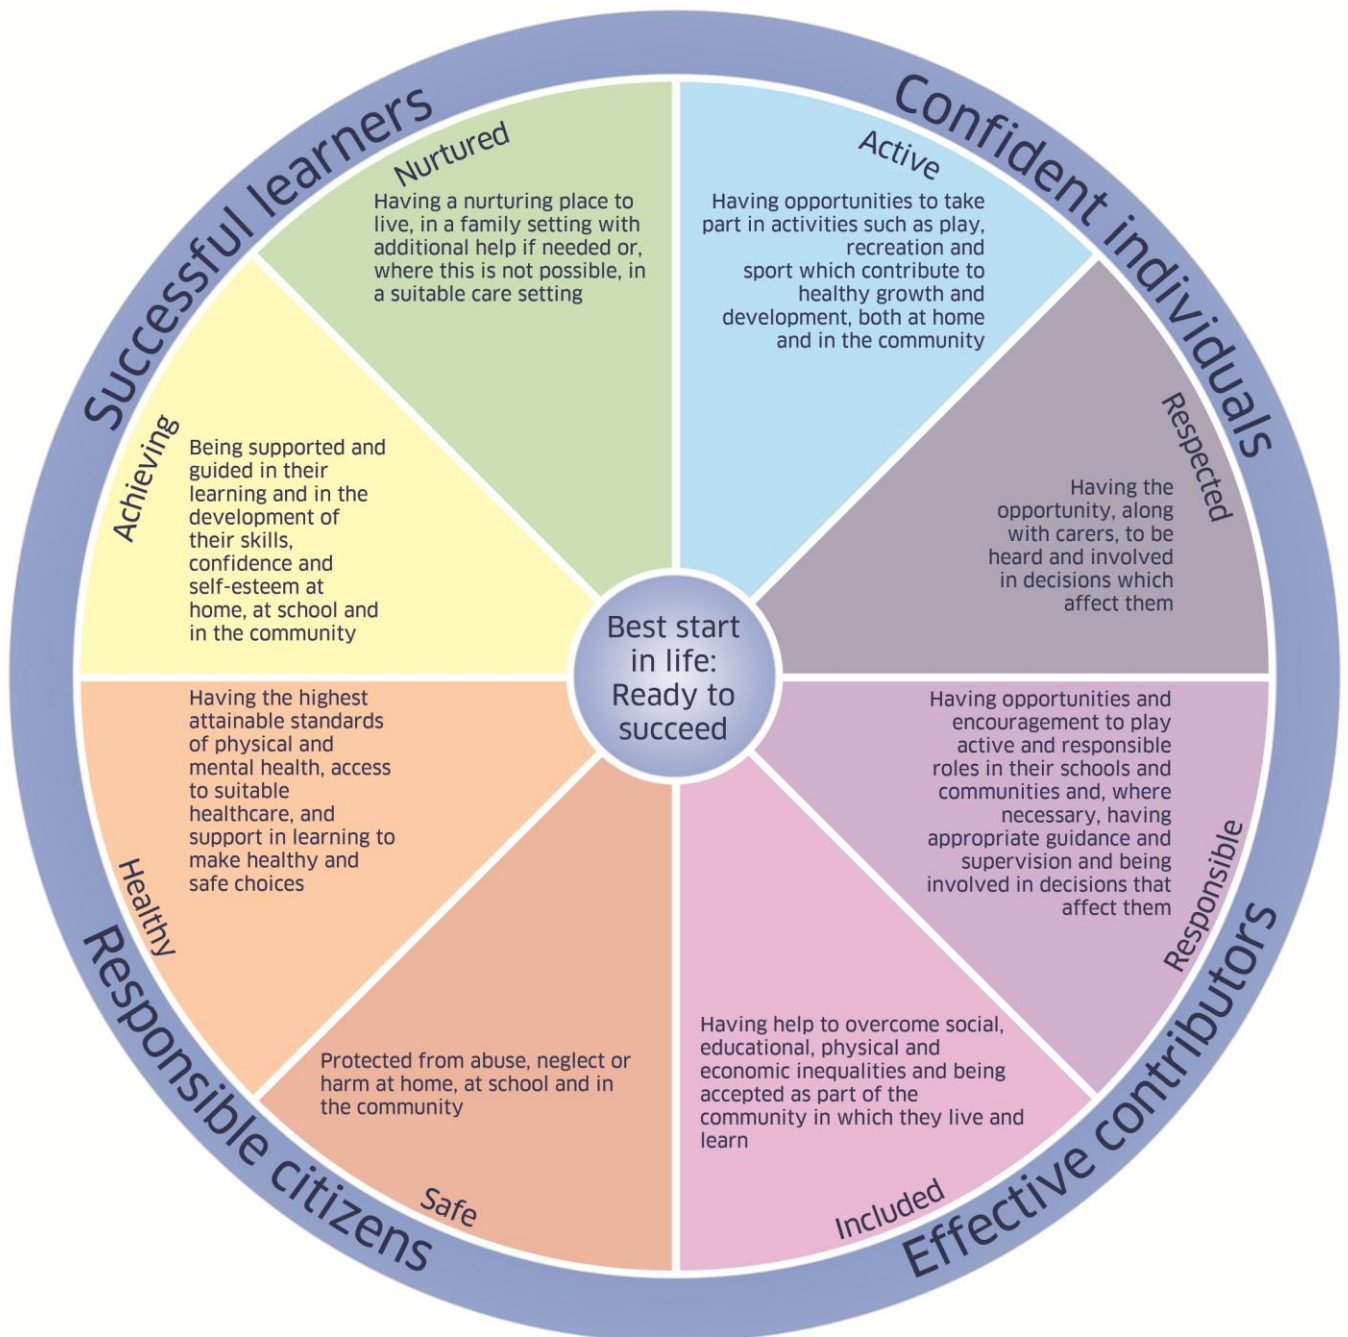 Successful learners
Confident individuals
Nurtured
Having a nurturing place to
live, in a family setting with
additional help if needed or,
where this is not possible, in
a suitable care setting
Active
Having opportunities to take
part in activities such as play,
recreation and
sport which contribute to
healthy growth and
development, both at home
and in the community
Achieving
Being supported and
guided in their
learning and in the
development of
their skills,
confidence and
self-esteem at
home, at school and
in the community
Respected
Having the
opportunity, along
with carers, to be
heard and involved
in decisions which
affect them
Best start
in life:
Ready to
succeed
Having the highest
attainable standards
of physical and
mental health, access
to suitable
healthcare, and
support in learning to
make healthy and
safe choices
Healthy
Having opportunities and
encouragement to play
active and responsible
roles in their schools and
communities and, where
necessary, having
appropriate guidance and
supervision and being
involved in decisions that
affect them
Responsible
Protected from abuse, neglect or
harm at home, at school and in
the community
Safe
Having help to overcome social,
educational, physical and
economic inequalities and being
accepted as part of the
community in which they live and
learn
Included
Responsible citizens
Effective contributors